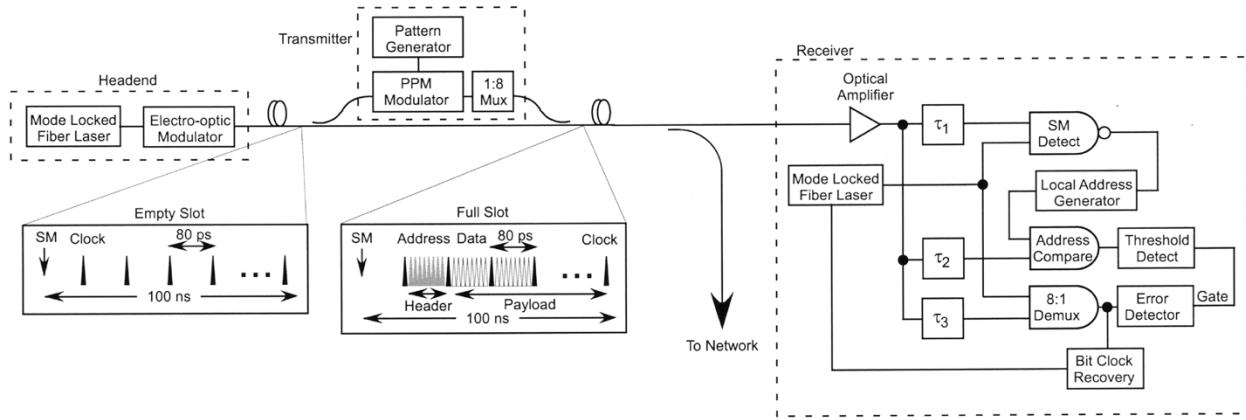 Headend
Mode Locked
Fiber Laser
Electro-optic
Modulator
Transmitter
Pattern
Generator
PPM
Modulator
1:8
Mux
Empty Slot
SM
Clock
80 ps
100 ns
Full Slot
SM
Address
Data
80 ps
Clock
Header
Payload
100 ns
To Network
Receiver
Optical
Amplifier
τ1
SM
Detect
Mode Locked
Fiber Laser
Local Address
Generator
τ2
Address
Compare
Threshold
Detect
τ3
8:1
Demux
Error
Detector
Gate
Bit Clock
Recovery